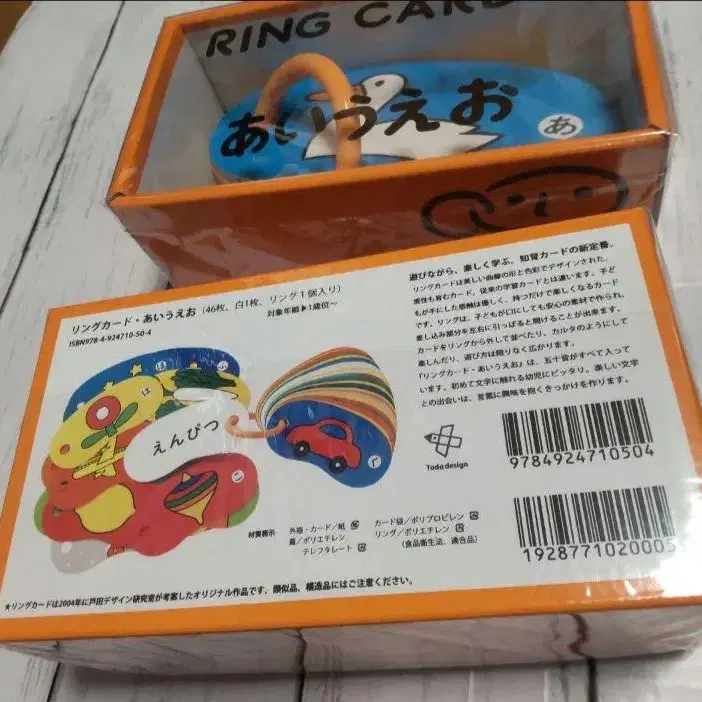 RING CARD
あいうえお
あ
リングカード・あいうえお(46枚、白1枚、リング1個入り)
対象年齢▶1歳位~
ISBN978-4-924710-50-4
遊びながら、楽しく学ぶ、知育カードの新定番。
リングカードは美しい曲線の形と色彩でデザインされた、
感性も育むカード。従来の学習カードとは違います。子ど
もが手にした感触は優しく、持つだけで楽しくなるカード
です。リングは、子どもが口にしても安心の素材で作られ、
差し込み部分を左右に引っぱると開けることが出来ます。
カードをリングから外して並べたり、カルタのようにして
楽しんだり、遊び方は限りなく広がります。
『リングカード・あいうえお』は、五十音がすべて入って
います。初めて文字に触れる幼児にピッタリ。楽しい文字
との出会いは、言葉に興味を抱くきっかけを作ります。
ほ
えんぴつ
こ
Toda design
9784924710504
1928771020005
材質表示
外箱・カード/紙
蓋/ポリエチレン
テレフタレート
カード袋/ポリプロピレン
リング/ポリエチレン
(食品衛生法、適合品)
★リングカードは2004年に戸田デザイン研究室が考案したオリジナル作品です。類似品、模造品にはご注意ください。